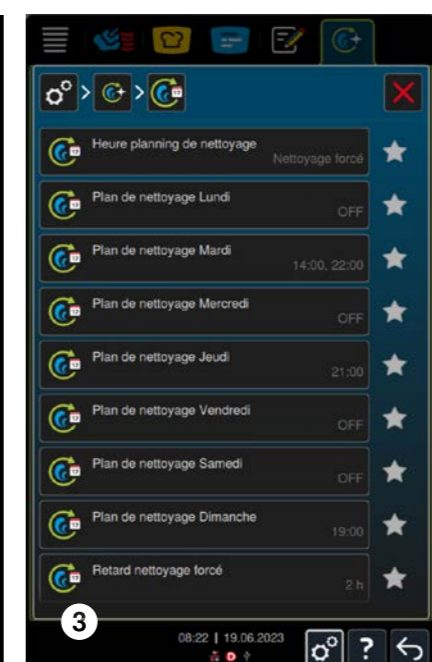 Heure planning de nettoyage
Nettoyage forcé
Plan de nettoyage Lundi
OFF
Plan de nettoyage Mardi
14:00, 22:00
Plan de nettoyage Mercredi
OFF
Plan de nettoyage Jeudi
21:00
Plan de nettoyage Vendredi
OFF
Plan de nettoyage Samedi
OFF
Plan de nettoyage Dimanche
19:00
Retard nettoyage forcé
2 h
3
08:22 | 19.06.2023
?